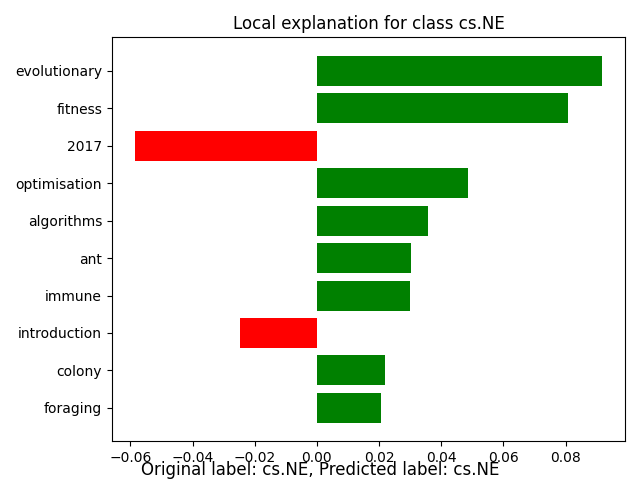 Local explanation for class cs.NE
evolutionary
fitness
2017
optimisation
algorithms
ant
immune
introduction
colony
foraging
−0.06 −0.04 −0.02 0.00 0.02 0.04 0.06 0.08
Original label: cs.NE, Predicted label: cs.NE